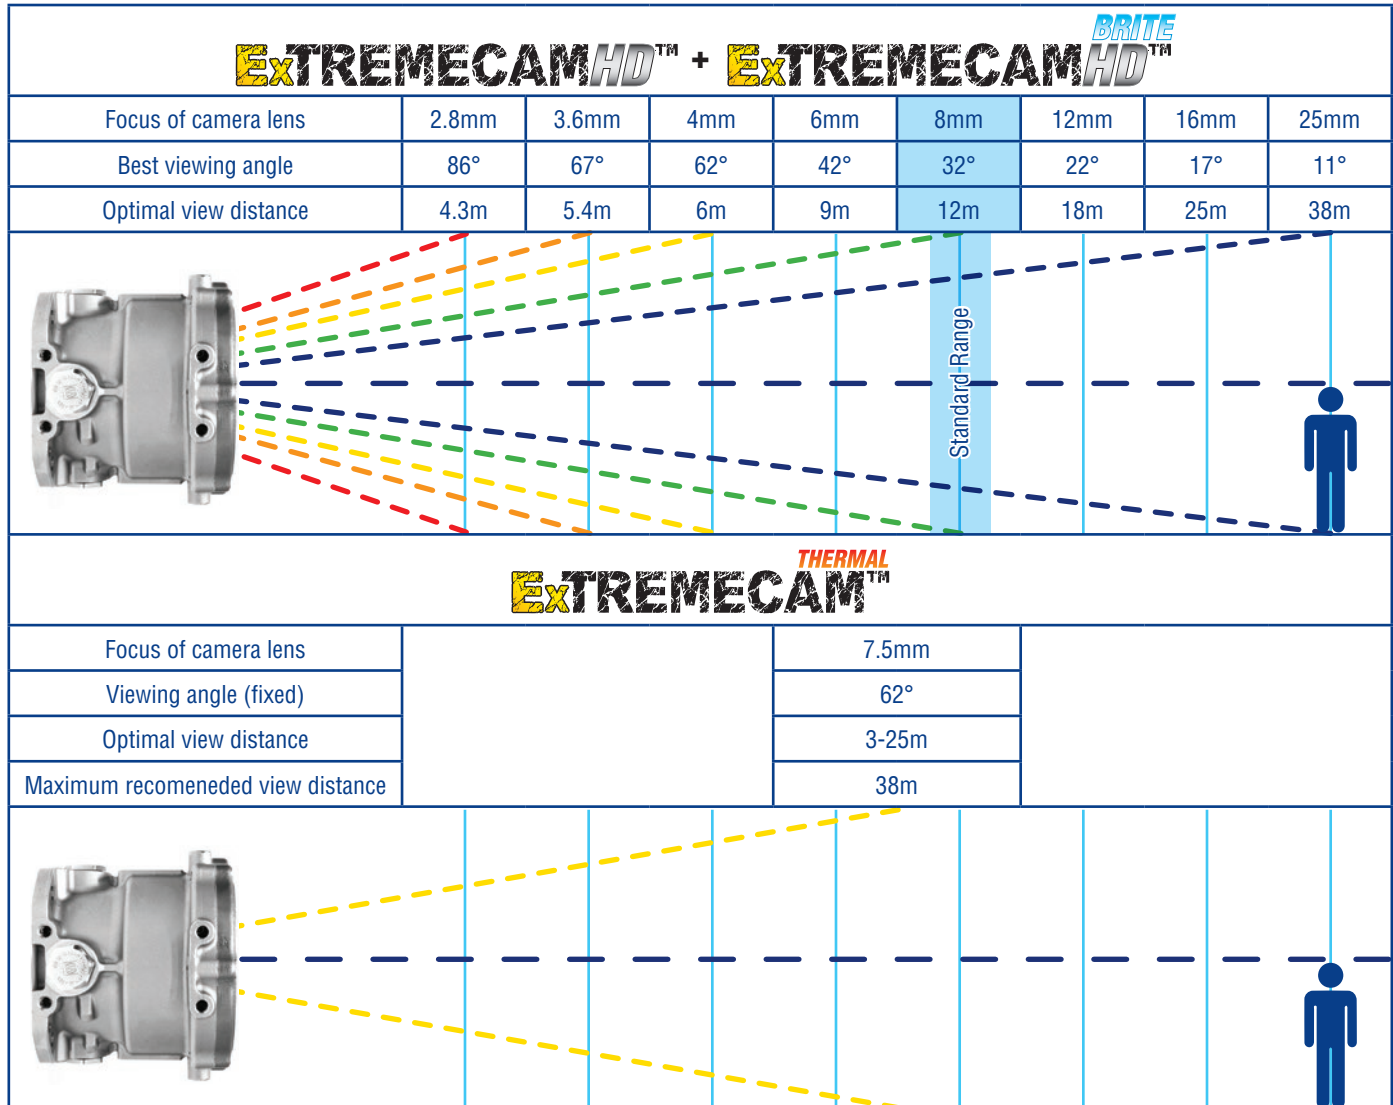 BRITE
ExTREMECAMHD™ + ExTREMECAMHD™
Focus of camera lens 2.8mm 3.6mm 4mm 6mm 8mm 12mm 16mm 25mm
Best viewing angle 86° 67° 62° 42° 32° 22° 17° 11°
Optimal view distance 4.3m 5.4m 6m 9m 12m 18m 25m 38m
Standard Range
THERMAL
ExTREMECAM™
Focus of camera lens 7.5mm
Viewing angle (fixed) 62°
Optimal view distance 3-25m
Maximum recomeneded view distance 38m